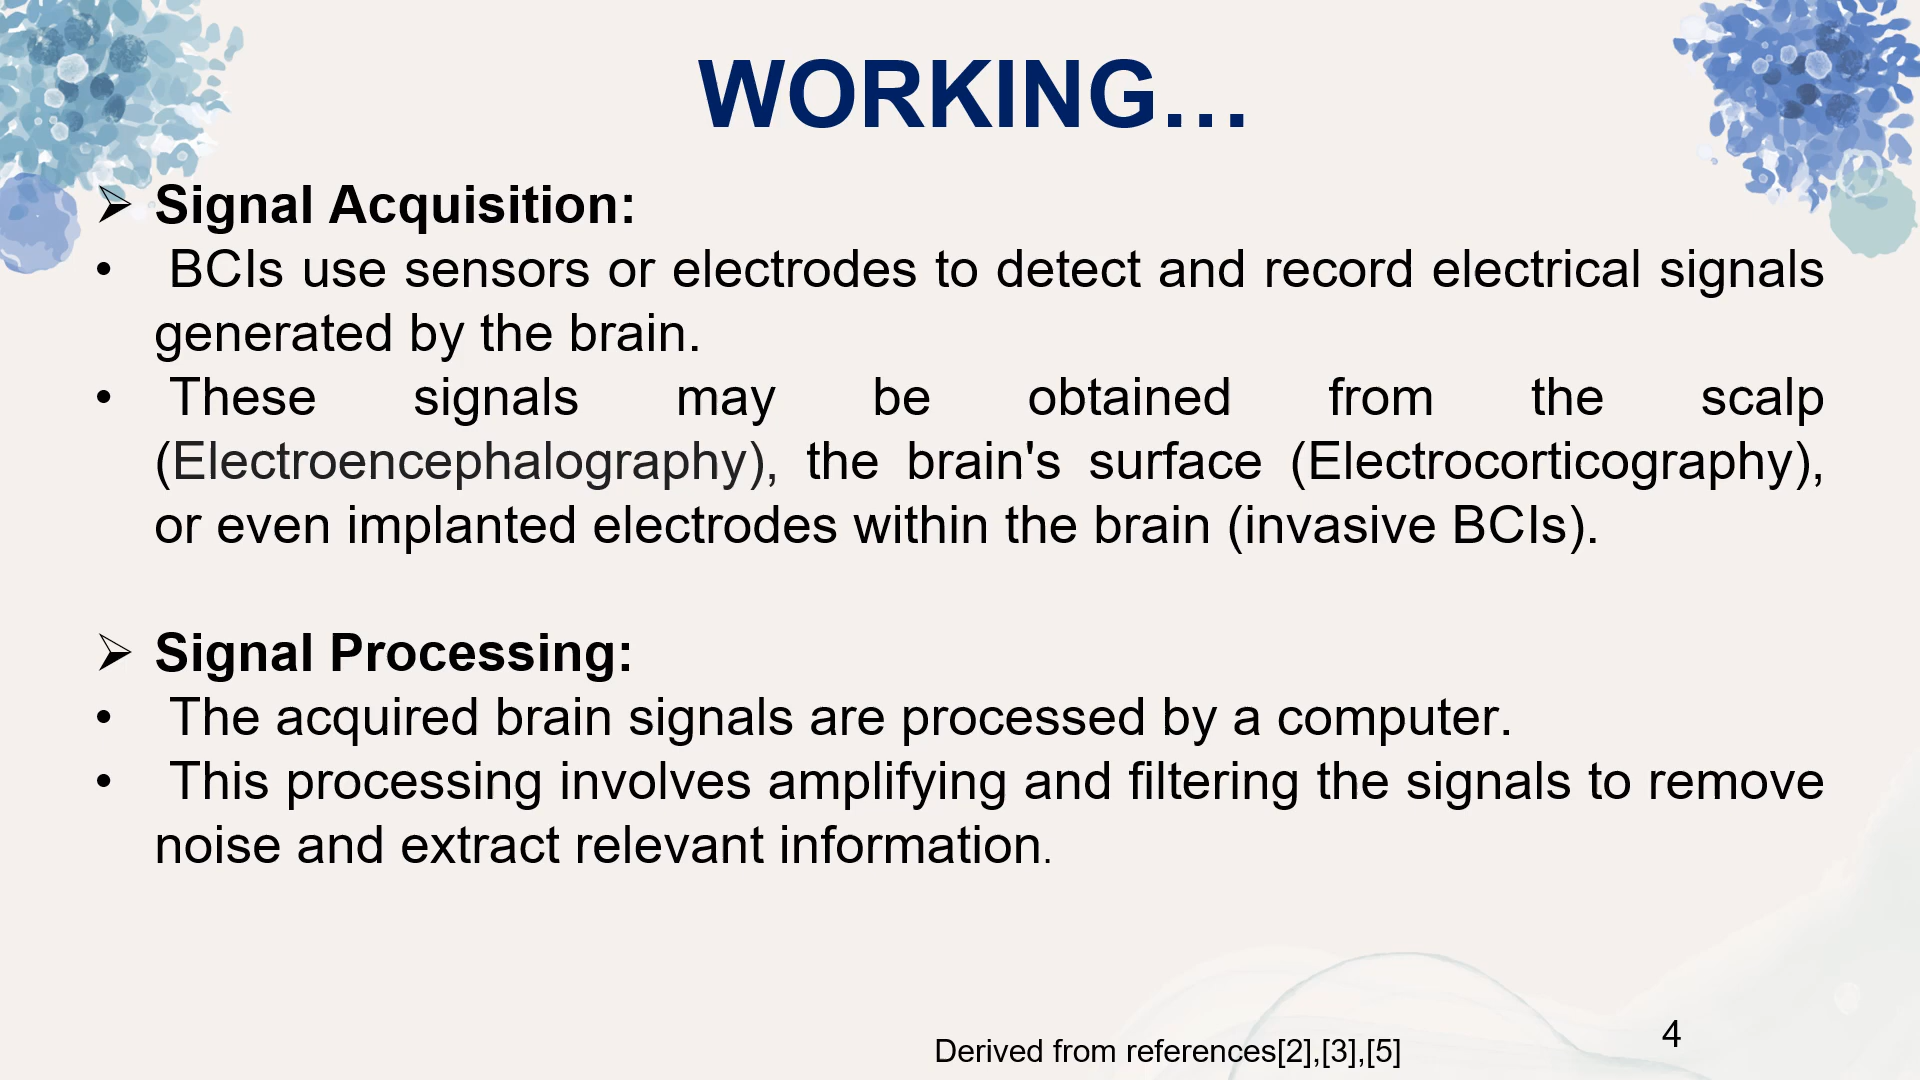 WORKING…
➢ Signal Acquisition:
• BCIs use sensors or electrodes to detect and record electrical signals
generated by the brain.
• These signals may be obtained from the scalp
(Electroencephalography), the brain's surface (Electrocorticography),
or even implanted electrodes within the brain (invasive BCIs).
➢ Signal Processing:
• The acquired brain signals are processed by a computer.
• This processing involves amplifying and filtering the signals to remove
noise and extract relevant information.
Derived from references[2],[3],[5]
4